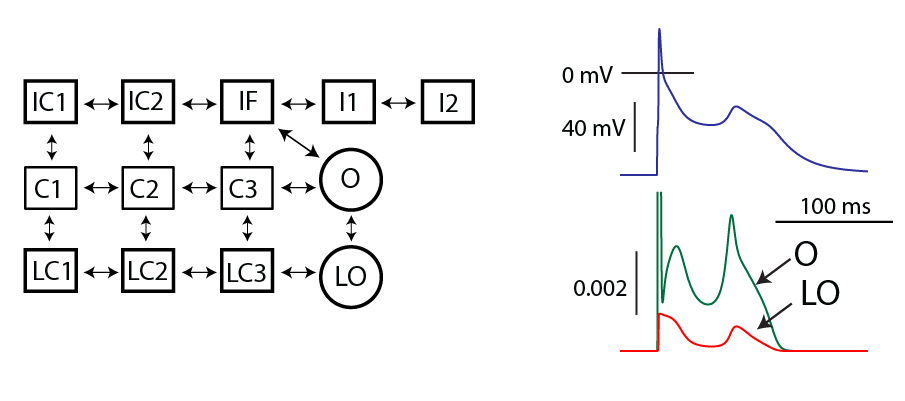 IC1 IC2 IF I1 I2
C1 C2 C3 O
LC1 LC2 LC3 LO
0 mV
40 mV
100 ms
0.002
O
LO